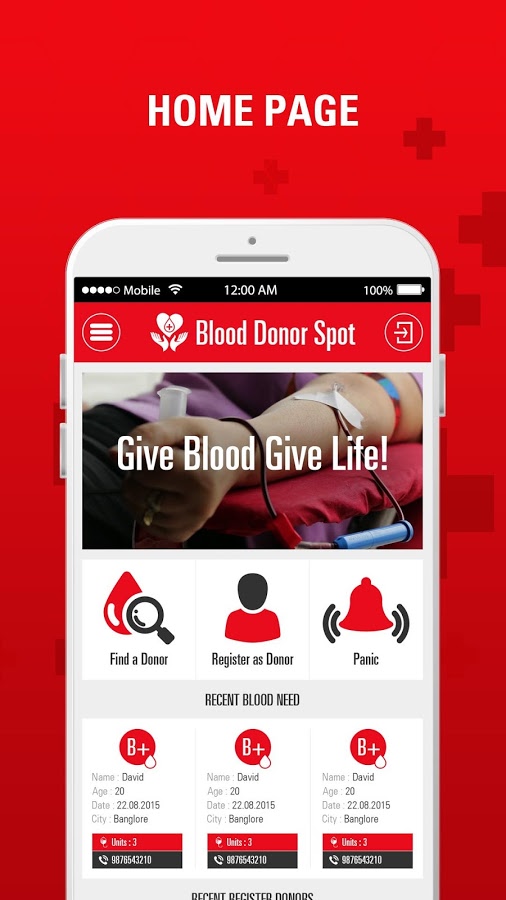 HOME PAGE
Mobile 12:00 AM 100%
Blood Donor Spot
Give Blood Give Life!
Find a Donor Register as Donor Panic
RECENT BLOOD NEED
B+ B+ B+
Name : David Name : David Name : David
Age : 20 Age : 20 Age : 20
Date : 22.08.2015 Date : 22.08.2015 Date : 22.08.2015
City : Banglore City : Banglore City : Banglore
Units : 3 Units : 3 Units : 3
9876543210 9876543210 9876543210
RECENT REGISTER DONORS